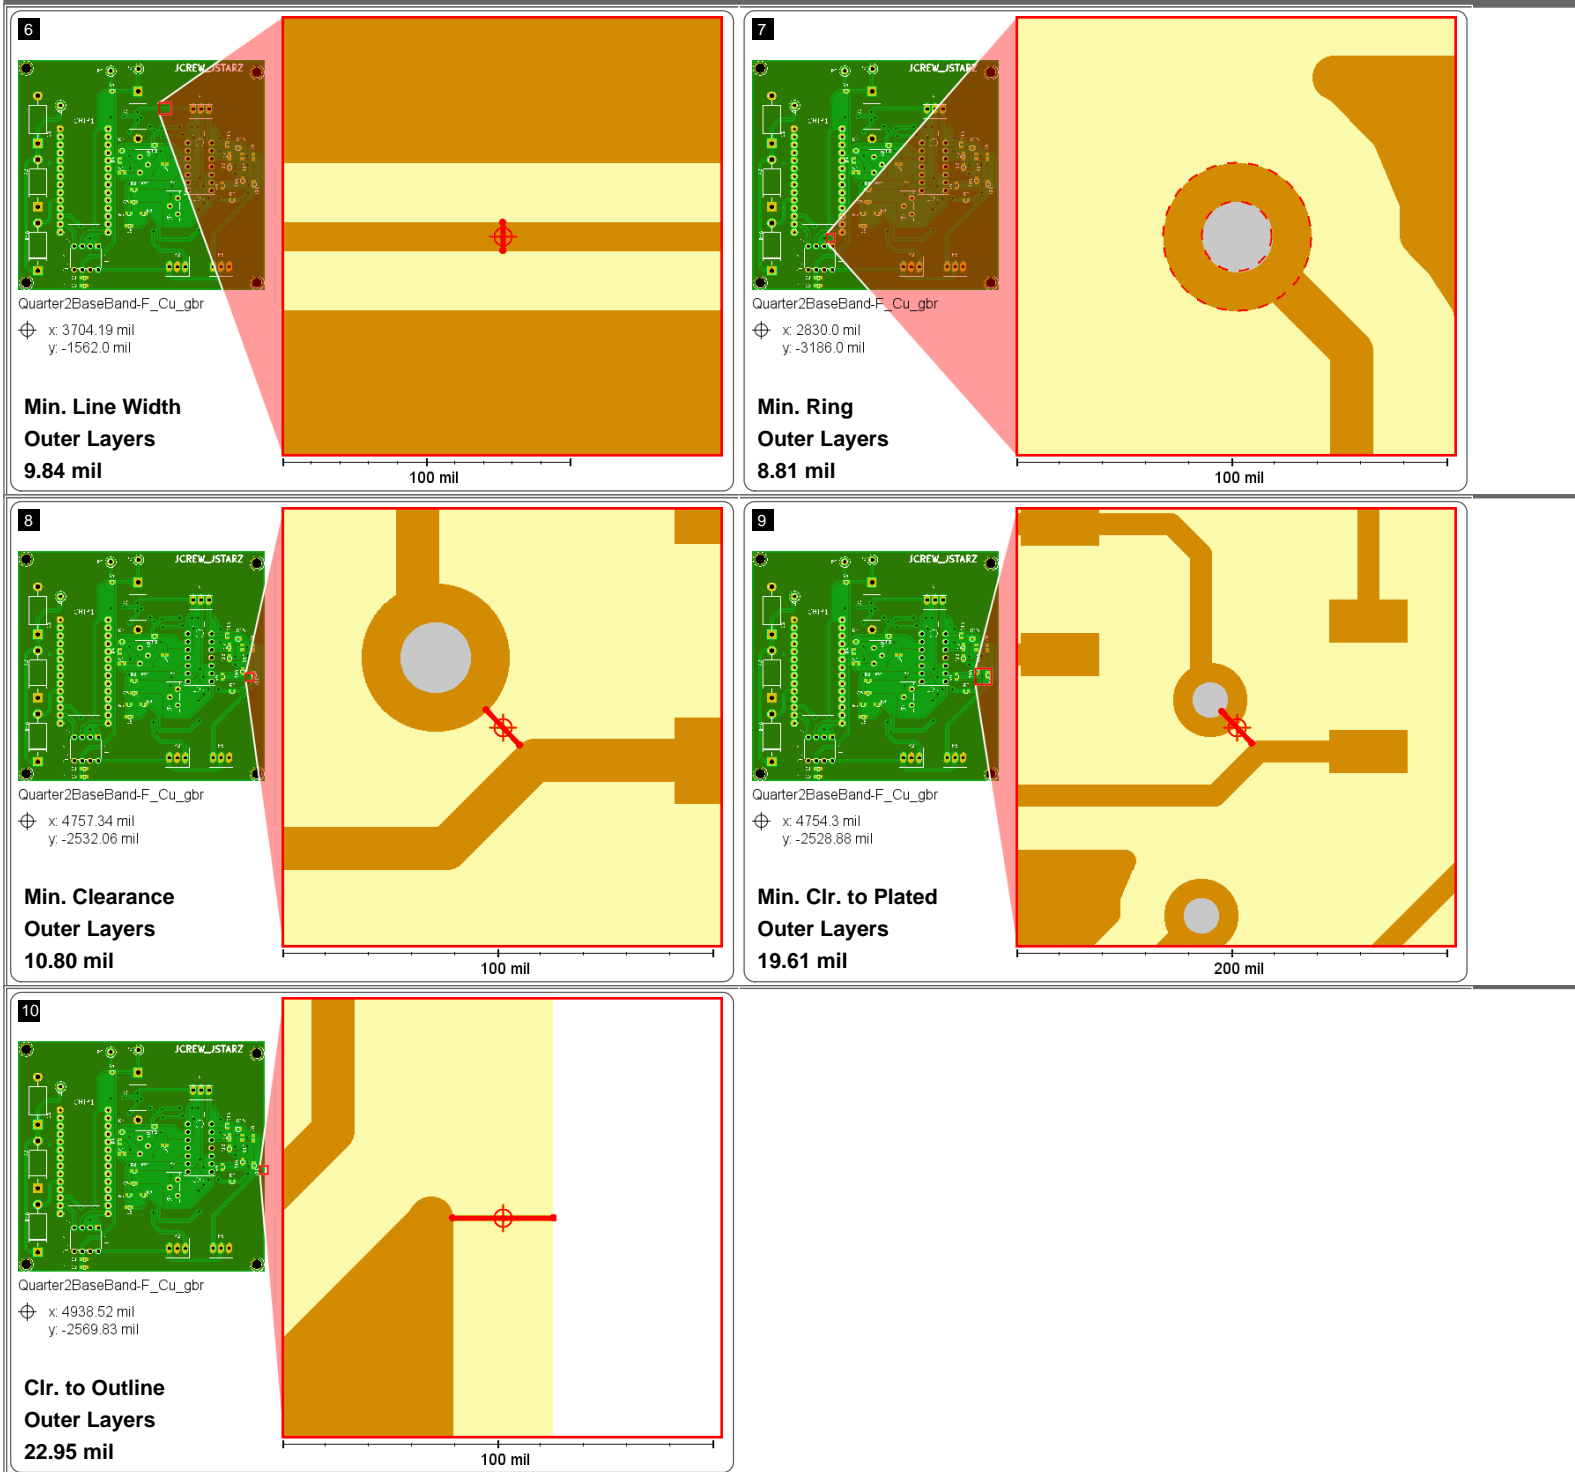 6
JCREW_JSTARZ
CHIP1
Quarter2BaseBand-F_Cu_gbr
x: 3704.19 mil
y: -1562.0 mil
Min. Line Width
Outer Layers
9.84 mil
100 mil
7
JCREW_JSTARZ
CHIP1
Quarter2BaseBand-F_Cu_gbr
x: 2830.0 mil
y: -3186.0 mil
Min. Ring
Outer Layers
8.81 mil
100 mil
8
JCREW_JSTARZ
CHIP1
Quarter2BaseBand-F_Cu_gbr
x: 4757.34 mil
y: -2532.06 mil
Min. Clearance
Outer Layers
10.80 mil
100 mil
9
JCREW_JSTARZ
CHIP1
Quarter2BaseBand-F_Cu_gbr
x: 4754.3 mil
y: -2528.88 mil
Min. Clr. to Plated
Outer Layers
19.61 mil
200 mil
10
JCREW_JSTARZ
CHIP1
Quarter2BaseBand-F_Cu_gbr
x: 4938.52 mil
y: -2569.83 mil
Clr. to Outline
Outer Layers
22.95 mil
100 mil